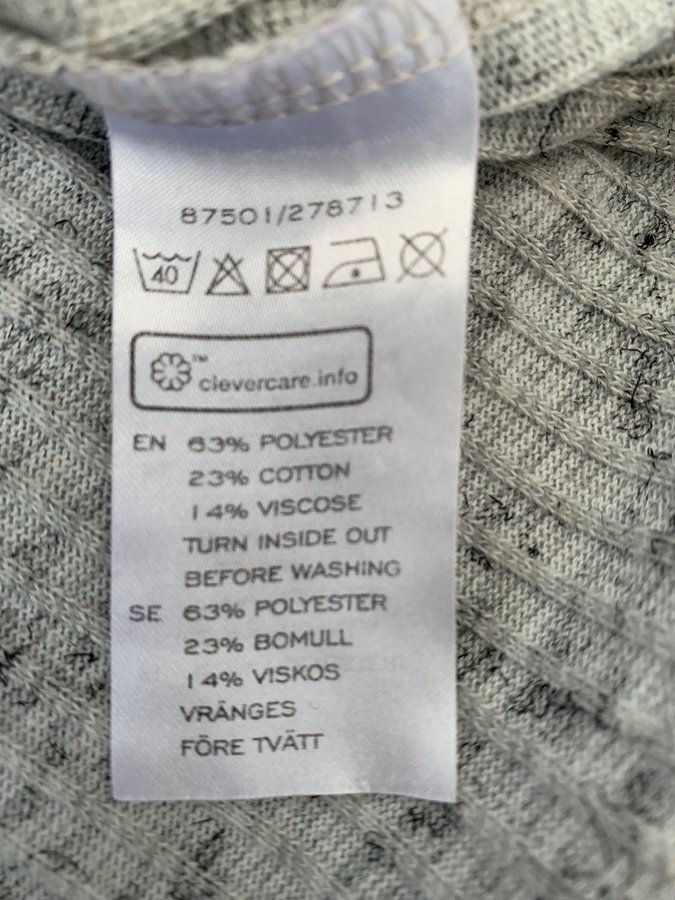 87501/278713
40
™ clevercare.info
EN 63% POLYESTER
23% COTTON
14% VISCOSE
TURN INSIDE OUT
BEFORE WASHING
SE 63% POLYESTER
23% BOMULL
14% VISKOS
VRÄNGES
FÖRE TVÄTT